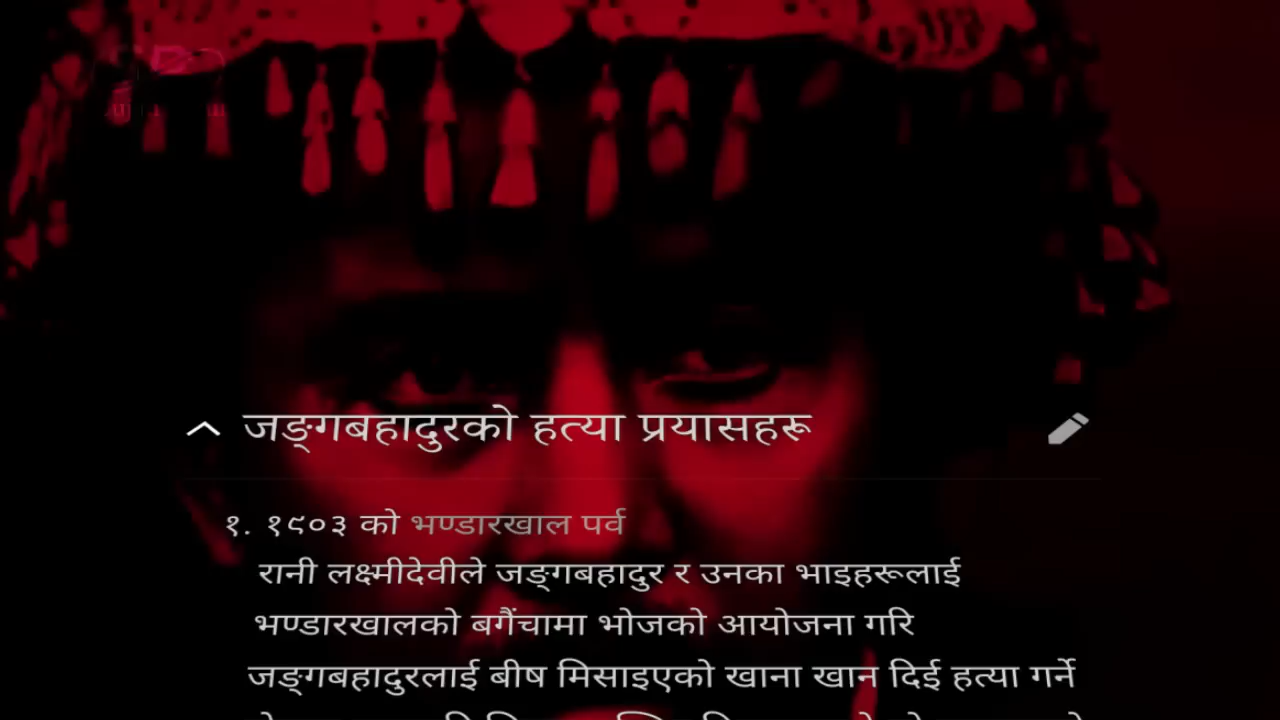 जङ्गबहादुरको हत्या प्रयासहरू
१. १९०३ को भण्डारखाल पर्व
रानी लक्ष्मीदेवीले जङ्गबहादुर र उनका भाइहरूलाई
भण्डारखालको बगैंचामा भोजको आयोजना गरि
जङ्गबहादुरलाई बीष मिसाइएको खाना खान दिई हत्या गर्ने